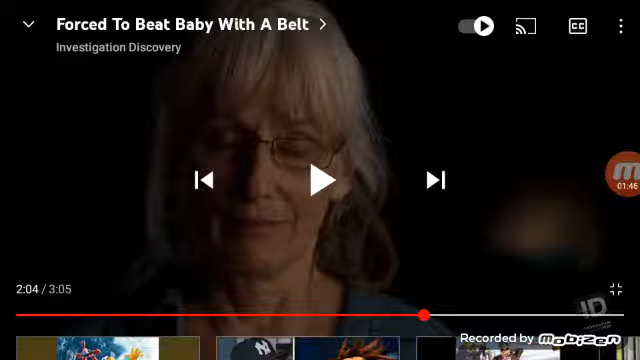 Forced To Beat Baby With A Belt
Investigation Discovery
CC
01:46
2:04 / 3:05
ID
Recorded by Mobizen